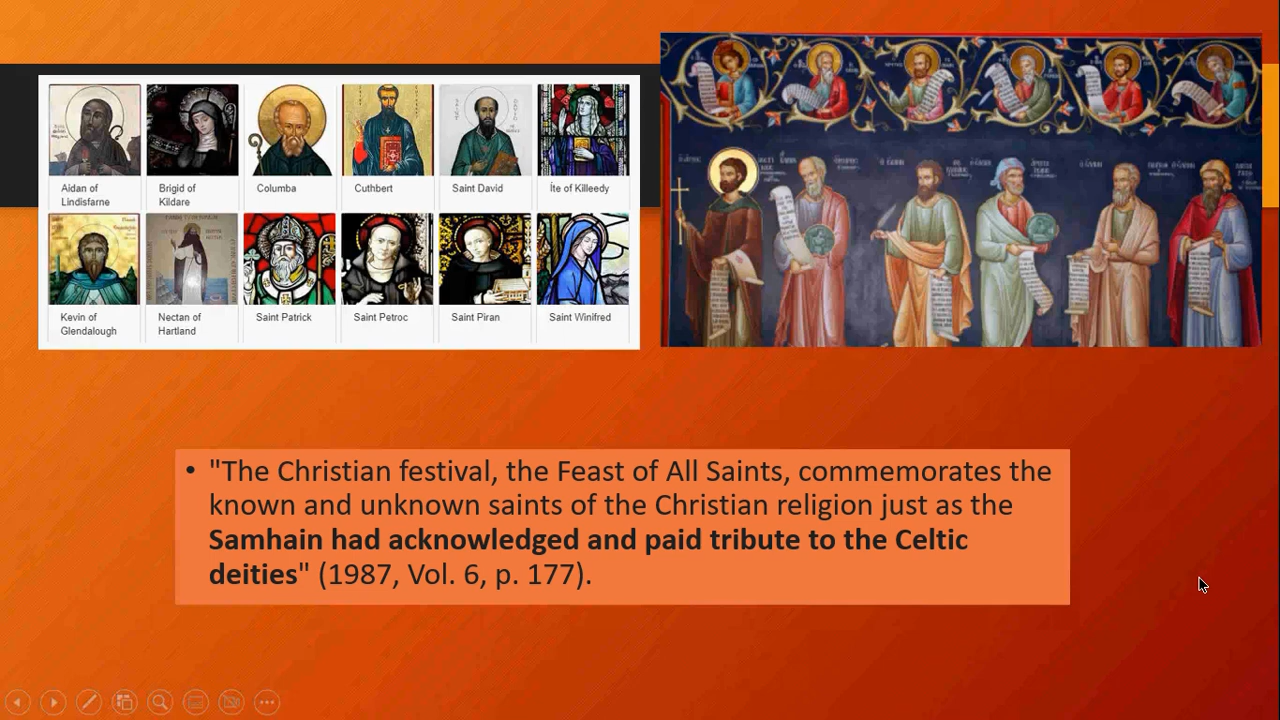 Aidan of
Lindisfarne
Brigid of
Kildare
Columba
Cuthbert
Saint David
Íte of Killeedy
Kevin of
Glendalough
Nectan of
Hartland
Saint Patrick
Saint Petroc
Saint Piran
Saint Winifred
• "The Christian festival, the Feast of All Saints, commemorates the
known and unknown saints of the Christian religion just as the
Samhain had acknowledged and paid tribute to the Celtic
deities" (1987, Vol. 6, p. 177).